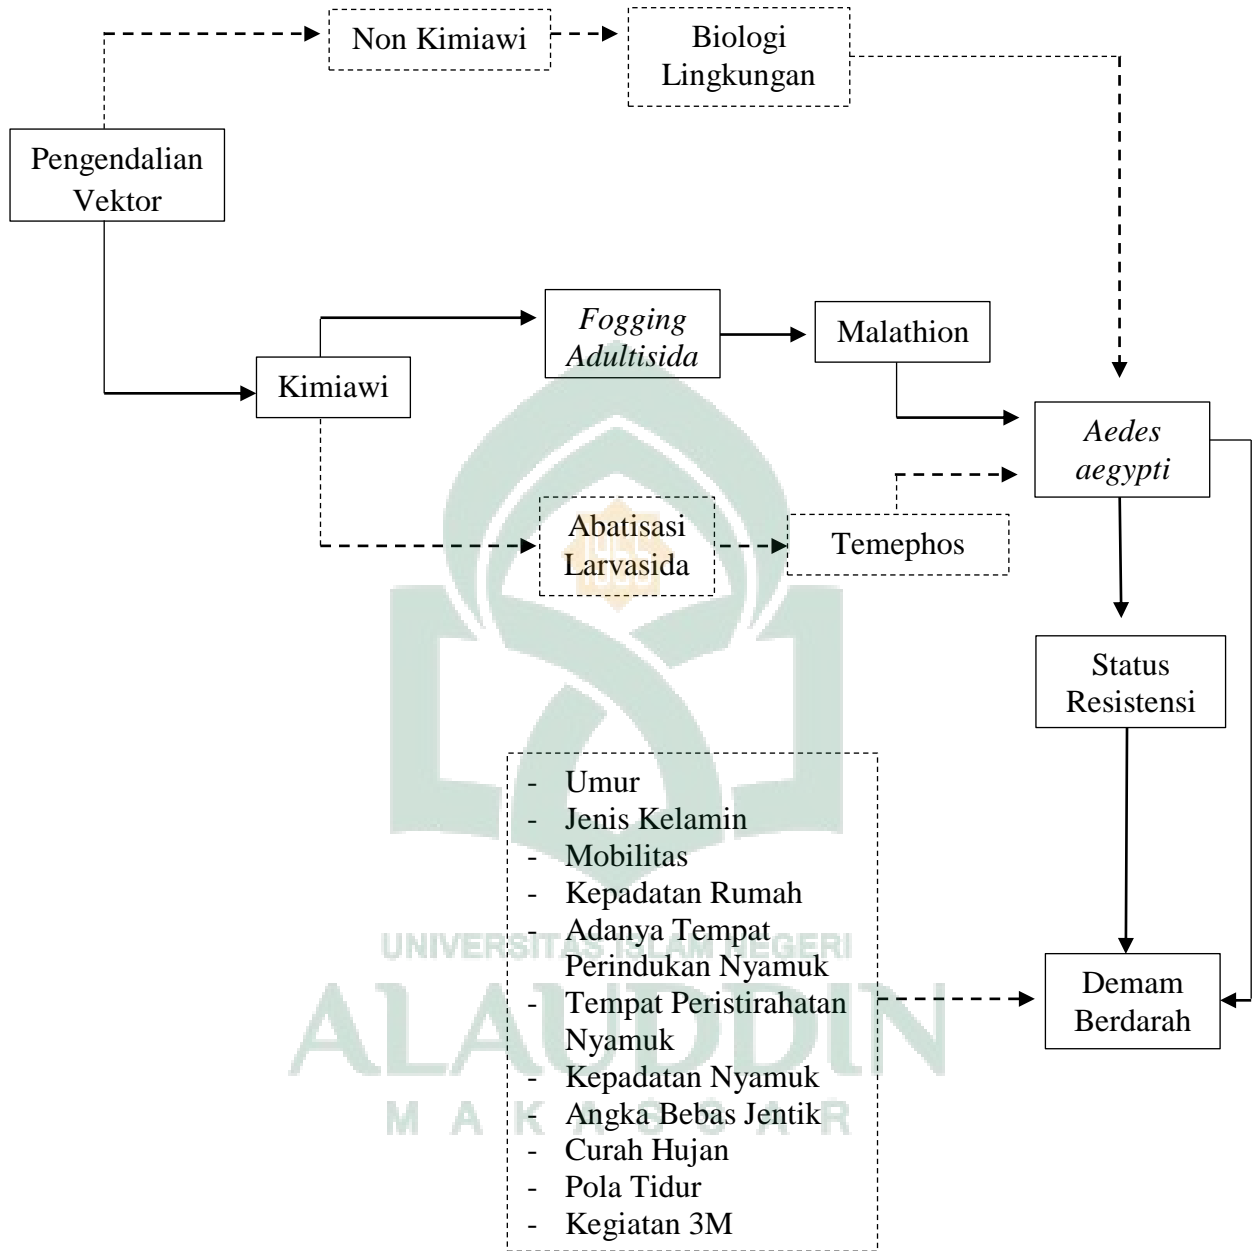 Non Kimiawi
Biologi
Lingkungan
Pengendalian
Vektor
Fogging
Adultisida
Malathion
Kimiawi
Aedes
aegypti
Abatisasi
Larvasida
Temephos
1965
Status
Resistensi
- Umur
- Jenis Kelamin
- Mobilitas
- Kepadatan Rumah
- Adanya Tempat
Perindukan Nyamuk
- Tempat Peristirahatan
Nyamuk
- Kepadatan Nyamuk
- Angka Bebas Jentik
- Curah Hujan
- Pola Tidur
- Kegiatan 3M
Demam
Berdarah
UNIVERSITAS ISLAM NEGERI
ALAUDDIN
MAKASSAR